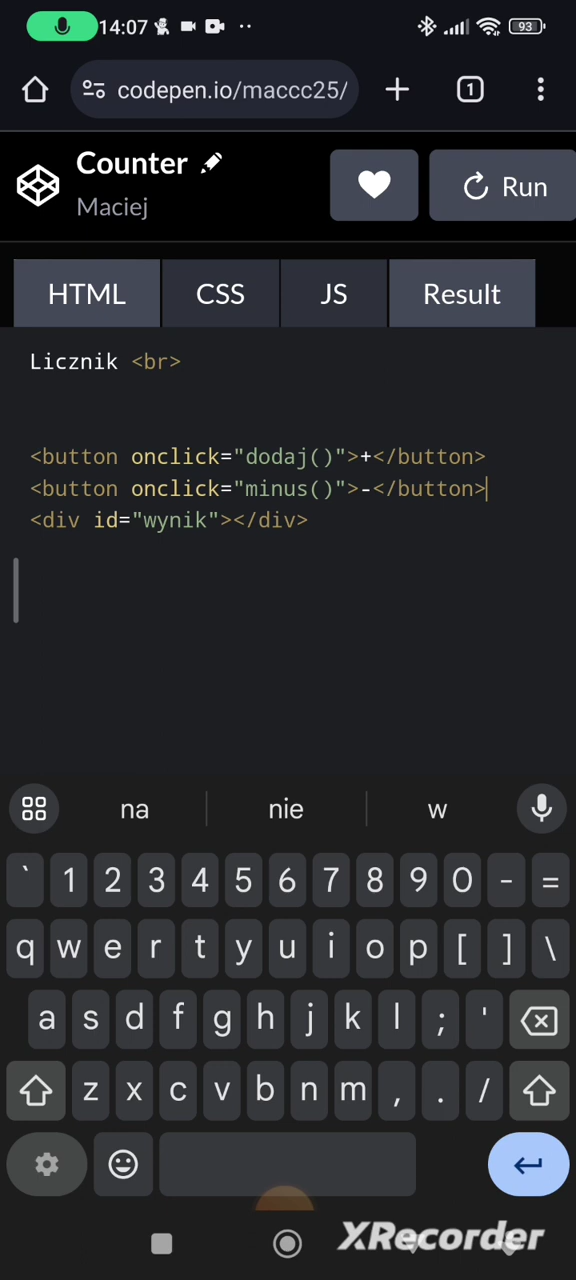 14:07
93
codepen.io/maccc25/
1
Counter
Maciej
Run
HTML CSS JS Result
Licznik <br>
<button onclick="dodaj()">+</button>
<button onclick="minus()">-</button>
<div id="wynik"></div>
na nie w
` 1 2 3 4 5 6 7 8 9 0 - =
q w e r t y u i o p [ ] \
a s d f g h j k l ; '
z x c v b n m , . /
XRecorder